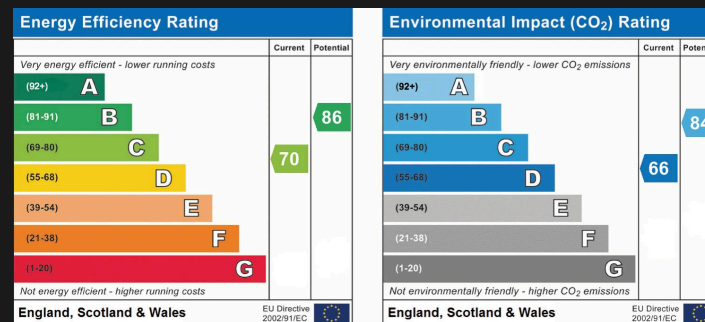 Energy Efficiency Rating
Current Potential
Very energy efficient - lower running costs
(92+) A
(81-91) B
86
(69-80) C
70
(55-68) D
(39-54) E
(21-38) F
(1-20) G
Not energy efficient - higher running costs
England, Scotland & Wales
EU Directive
2002/91/EC
Environmental Impact (CO2) Rating
Current Poten
Very environmentally friendly - lower CO2 emissions
(92+) A
(81-91) B
84
(69-80) C
(55-68) D
66
(39-54) E
(21-38) F
(1-20) G
Not environmentally friendly - higher CO2 emissions
England, Scotland & Wales
EU Directive
2002/91/EC